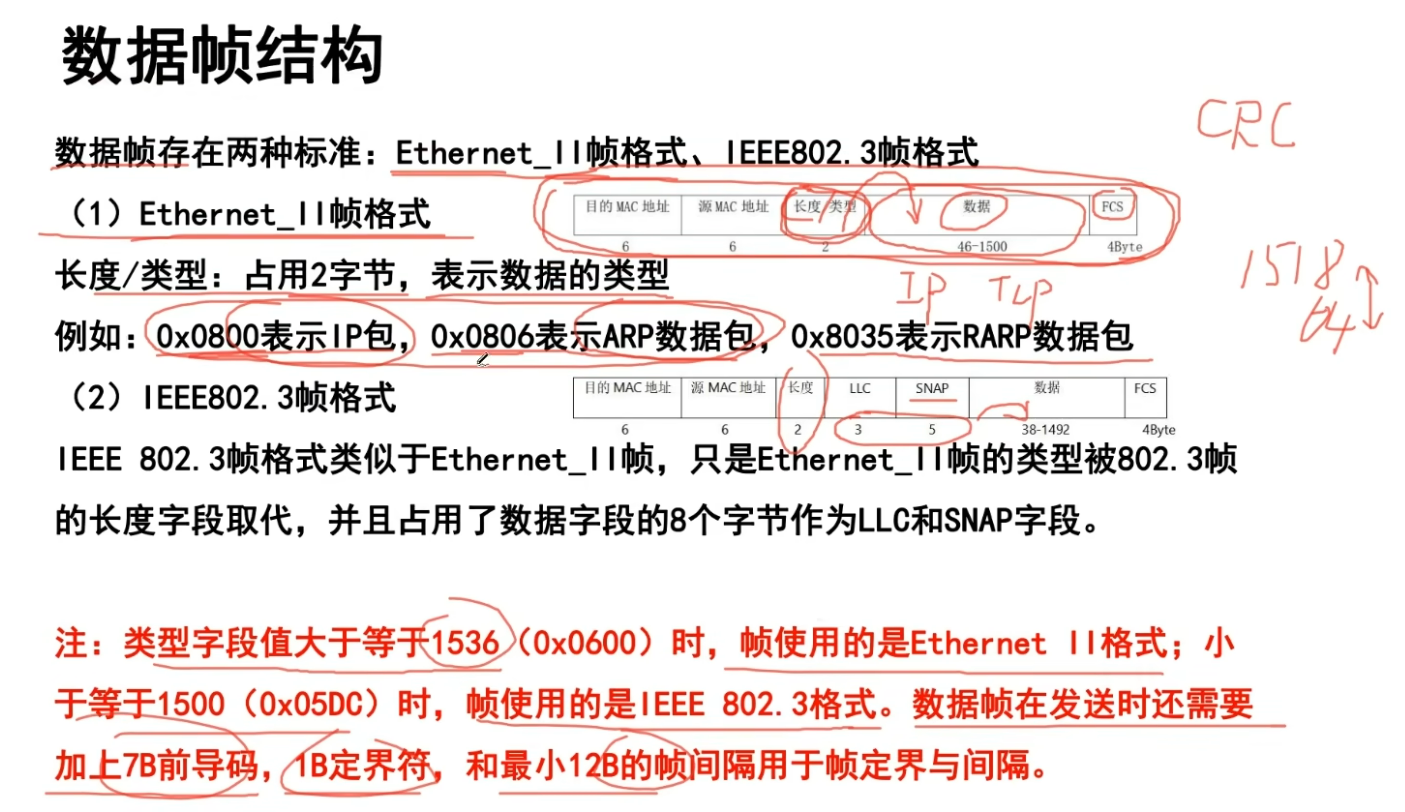 数据帧结构
CRC
数据帧存在两种标准：Ethernet_II帧格式、IEEE802.3帧格式
（1）Ethernet_II帧格式
目的 MAC 地址 源 MAC 地址 长度/类型 数据 FCS
6 6 2 46-1500 4Byte
1518
64
长度/类型：占用2字节，表示数据的类型
IP TCP
例如：0x0800表示IP包，0x0806表示ARP数据包，0x8035表示RARP数据包
（2）IEEE802.3帧格式
目的 MAC 地址 源 MAC 地址 长度 LLC SNAP 数据 FCS
6 6 2 3 5 38-1492 4Byte
IEEE 802.3帧格式类似于Ethernet_II帧，只是Ethernet_II帧的类型被802.3帧
的长度字段取代，并且占用了数据字段的8个字节作为LLC和SNAP字段。
注：类型字段值大于等于1536（0x0600）时，帧使用的是Ethernet II格式；小
于等于1500（0x05DC）时，帧使用的是IEEE 802.3格式。数据帧在发送时还需要
加上7B前导码，1B定界符，和最小12B的帧间隔用于帧定界与间隔。